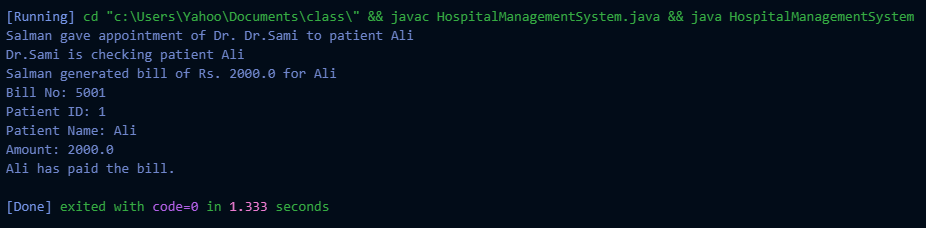 [Running] cd "c:\Users\Yahoo\Documents\class\" && javac HospitalManagementSystem.java && java HospitalManagementSystem
Salman gave appointment of Dr. Dr.Sami to patient Ali
Dr.Sami is checking patient Ali
Salman generated bill of Rs. 2000.0 for Ali
Bill No: 5001
Patient ID: 1
Patient Name: Ali
Amount: 2000.0
Ali has paid the bill.
[Done] exited with code=0 in 1.333 seconds